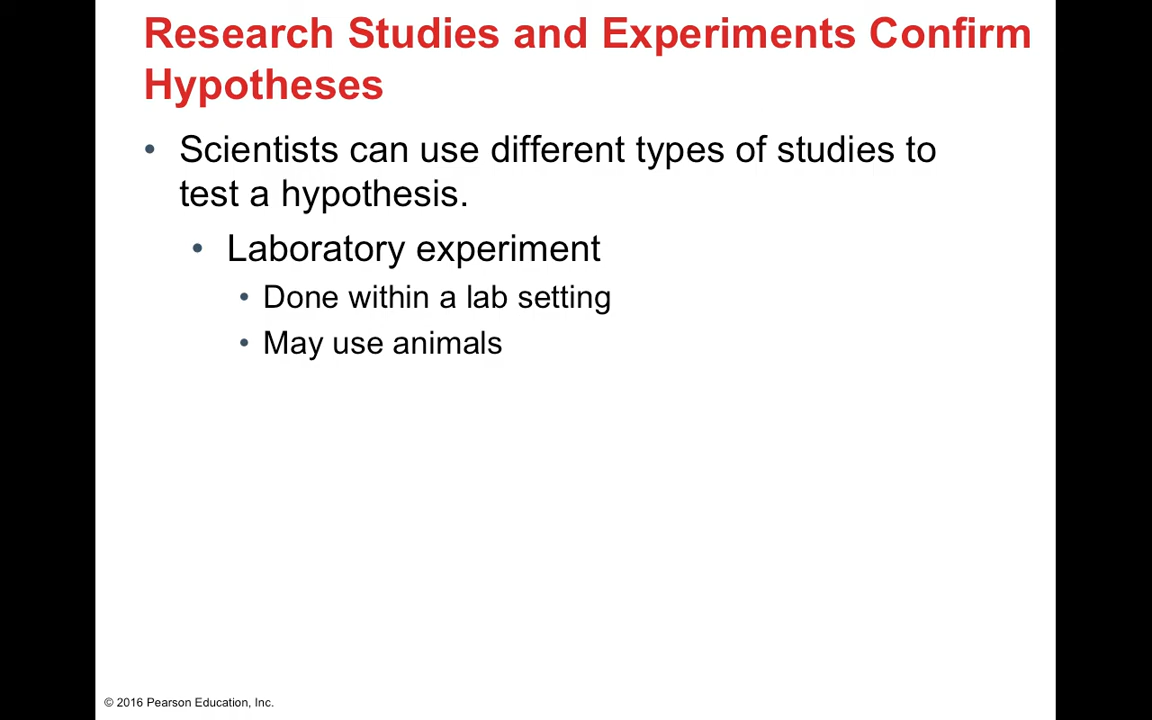 Research Studies and Experiments Confirm
Hypotheses
• Scientists can use different types of studies to
test a hypothesis.
• Laboratory experiment
• Done within a lab setting
• May use animals
© 2016 Pearson Education, Inc.